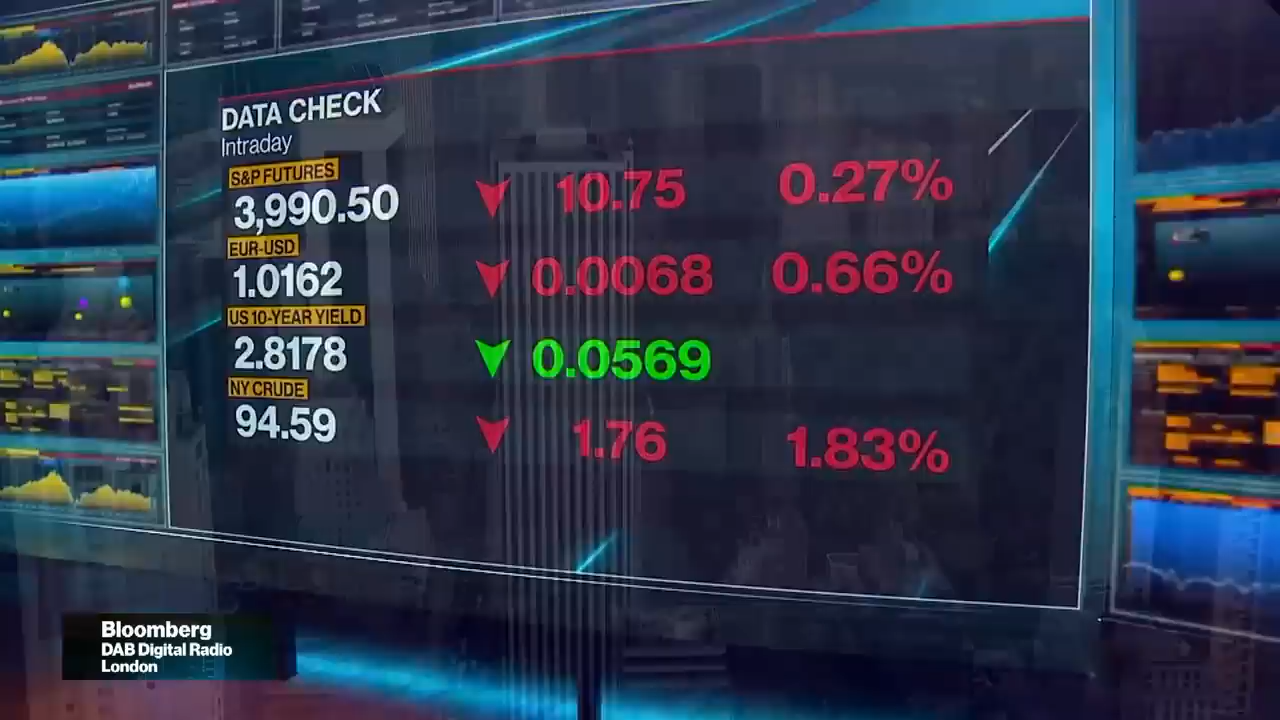 DATA CHECK
Intraday
S&P FUTURES
3,990.50 10.75 0.27%
EUR-USD
1.0162 0.0068 0.66%
US 10-YEAR YIELD
2.8178 0.0569
NY CRUDE
94.59 1.76 1.83%
Bloomberg
DAB Digital Radio
London